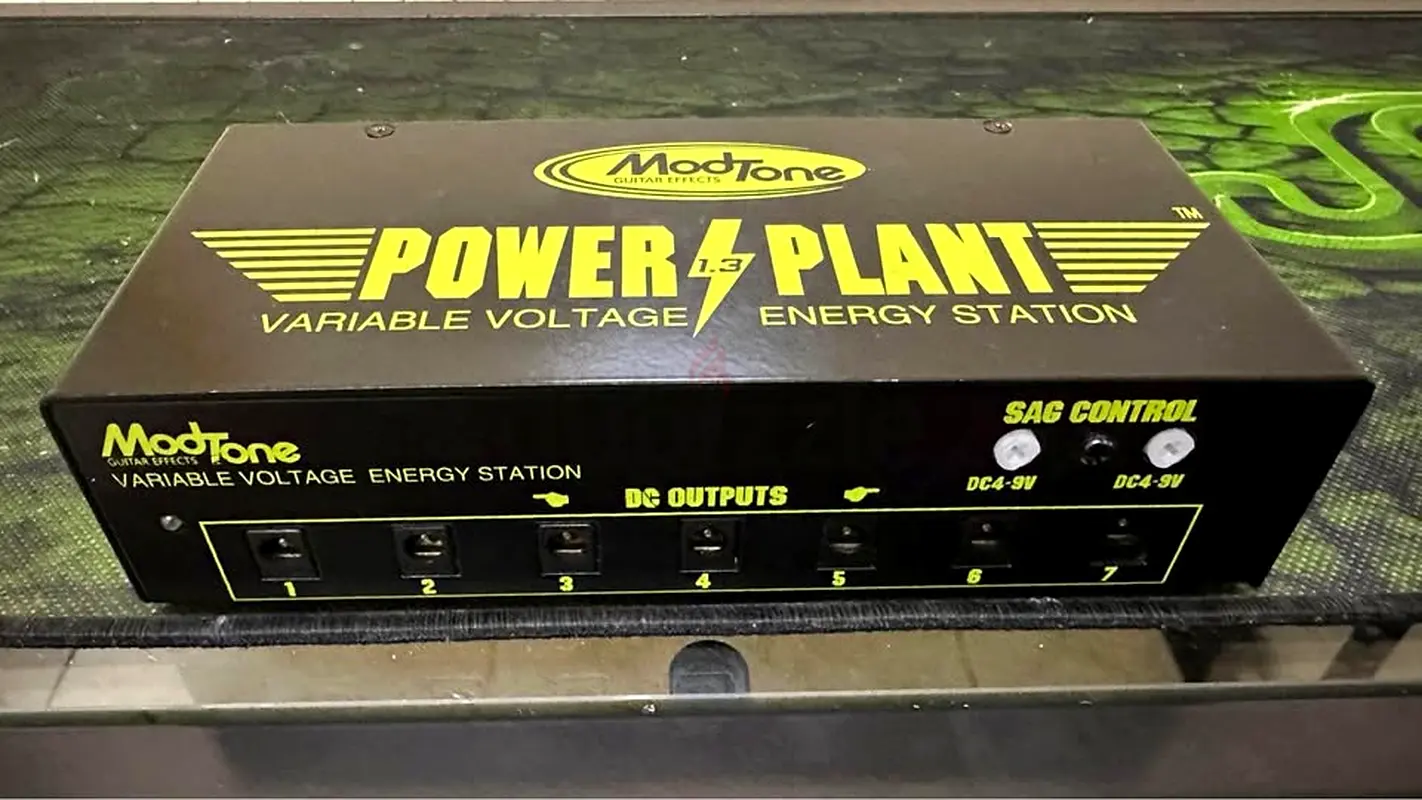 ModTone
GUITAR EFFECTS
TM
POWER 1.3 PLANT
VARIABLE VOLTAGE ENERGY STATION
SAG CONTROL
ModTone
GUITAR EFFECTS
VARIABLE VOLTAGE ENERGY STATION
DC4-9V DC4-9V
DC OUTPUTS
1 2 3 4 5 6 7